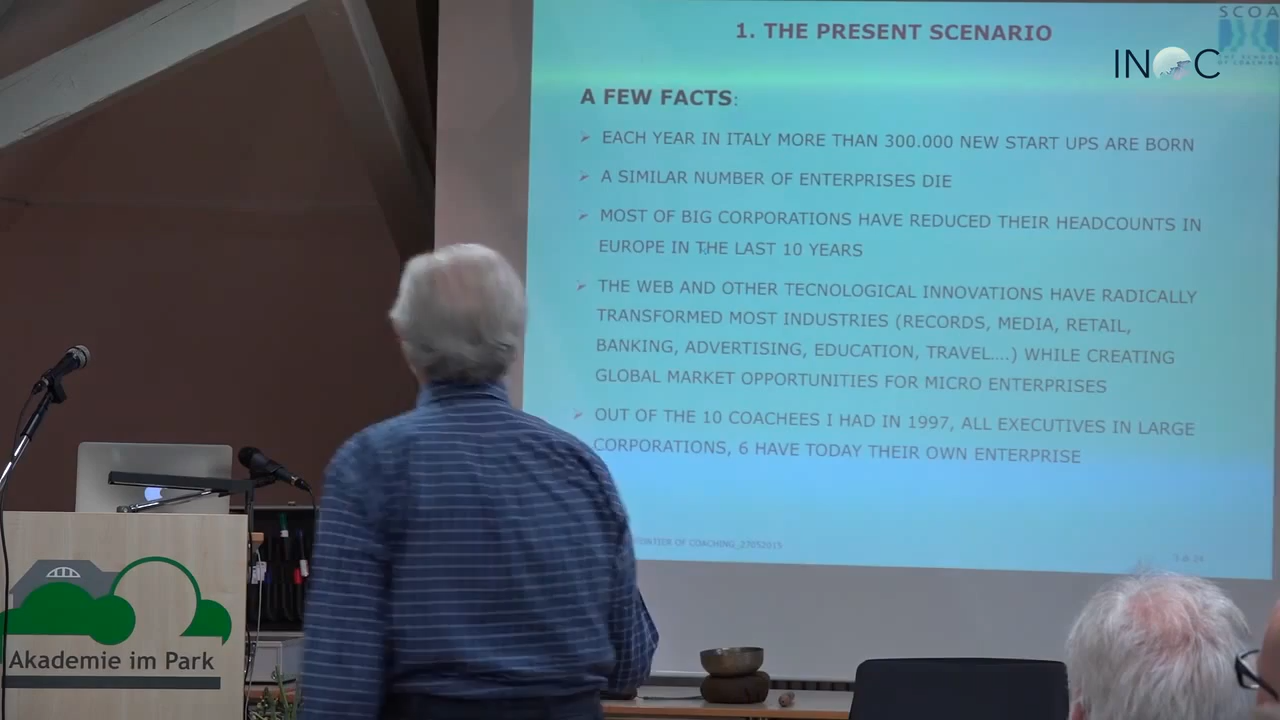 1. THE PRESENT SCENARIO
SCOA
INOC
A FEW FACTS:
EACH YEAR IN ITALY MORE THAN 300.000 NEW START UPS ARE BORN
A SIMILAR NUMBER OF ENTERPRISES DIE
MOST OF BIG CORPORATIONS HAVE REDUCED THEIR HEADCOUNTS IN
EUROPE IN THE LAST 10 YEARS
THE WEB AND OTHER TECNOLOGICAL INNOVATIONS HAVE RADICALLY
TRANSFORMED MOST INDUSTRIES (RECORDS, MEDIA, RETAIL,
BANKING, ADVERTISING, EDUCATION, TRAVEL....) WHILE CREATING
GLOBAL MARKET OPPORTUNITIES FOR MICRO ENTERPRISES
OUT OF THE 10 COACHEES I HAD IN 1997, ALL EXECUTIVES IN LARGE
CORPORATIONS, 6 HAVE TODAY THEIR OWN ENTERPRISE
OF COACHING_27052015
Akademie im Park